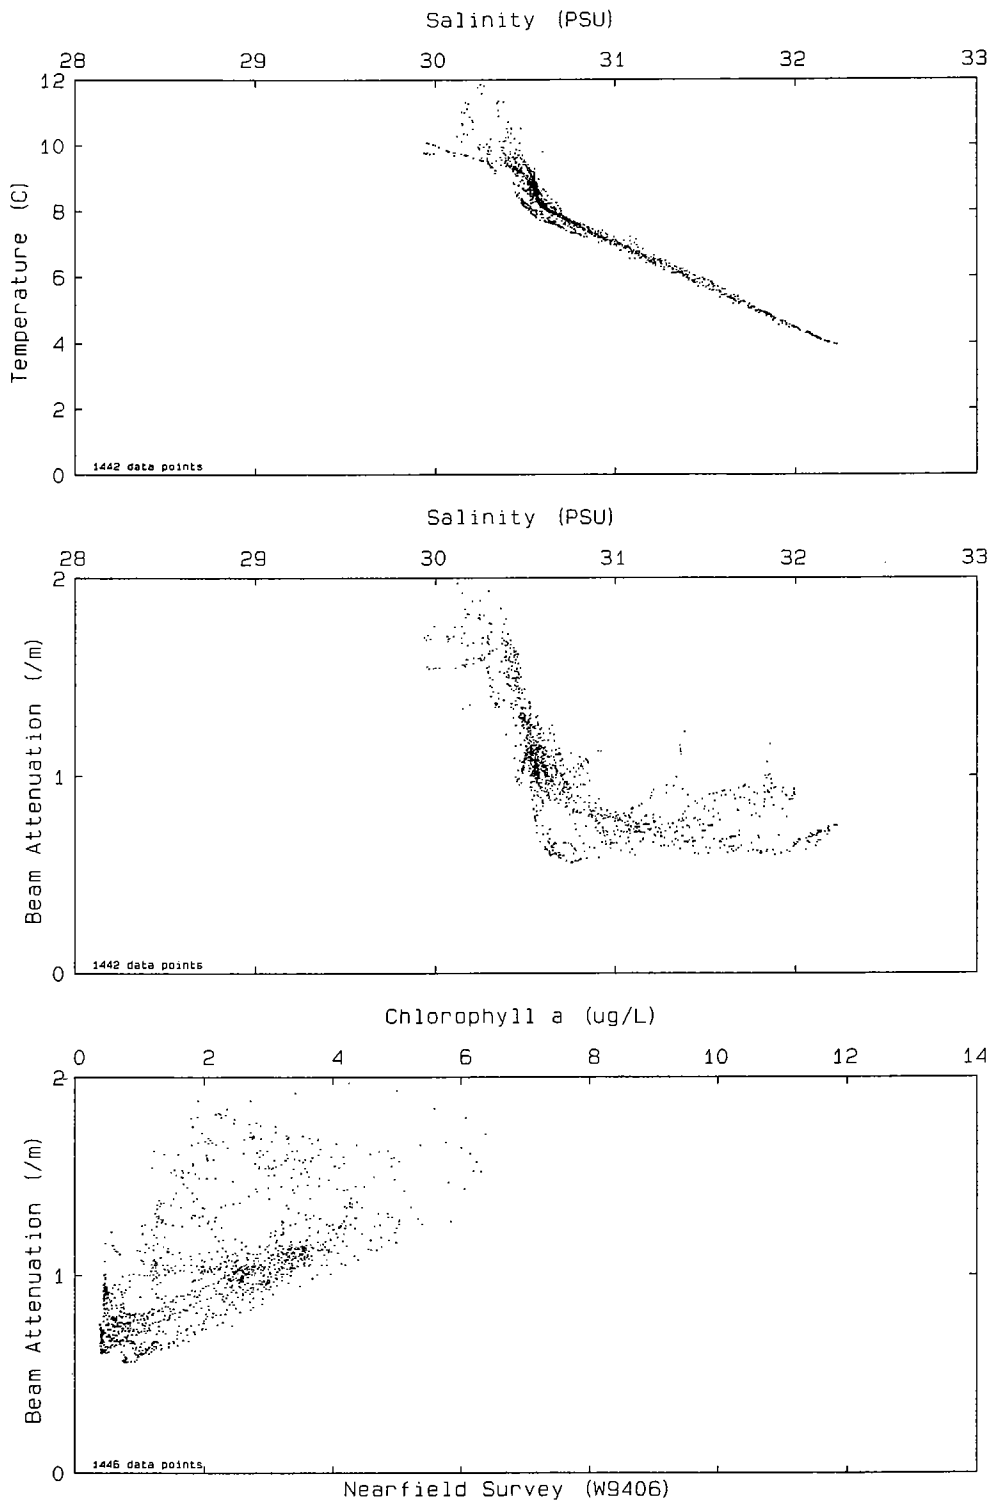 Salinity (PSU)
28 29 30 31 32 33
12
10
8
6
4
2
0
Temperature (C)
1442 data points
Salinity (PSU)
28 29 30 31 32 33
2
1
0
Beam Attenuation (/m)
1442 data points
Chlorophyll a (ug/L)
0 2 4 6 8 10 12 14
2
1
0
Beam Attenuation (/m)
1446 data points
Nearfield Survey (W9406)